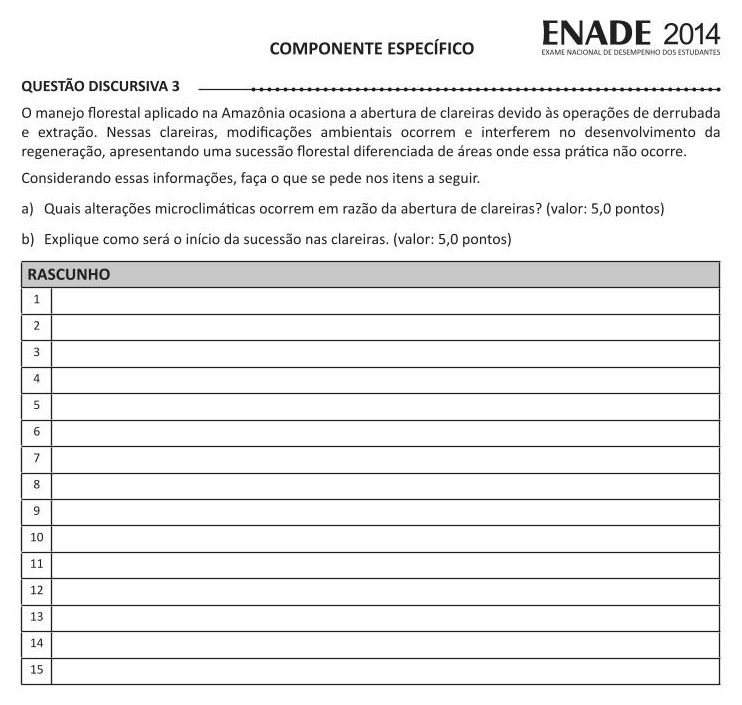 ENADE 2014
EXAME NACIONAL DE DESEMPENHO DOS ESTUDANTES
COMPONENTE ESPECÍFICO
QUESTÃO DISCURSIVA 3
O manejo florestal aplicado na Amazônia ocasiona a abertura de clareiras devido às operações de derrubada
e extração. Nessas clareiras, modificações ambientais ocorrem e interferem no desenvolvimento da
regeneração, apresentando uma sucessão florestal diferenciada de áreas onde essa prática não ocorre.
Considerando essas informações, faça o que se pede nos itens a seguir.
a) Quais alterações microclimáticas ocorrem em razão da abertura de clareiras? (valor: 5,0 pontos)
b) Explique como será o início da sucessão nas clareiras. (valor: 5,0 pontos)
RASCUNHO
1
2
3
4
5
6
7
8
9
10
11
12
13
14
15